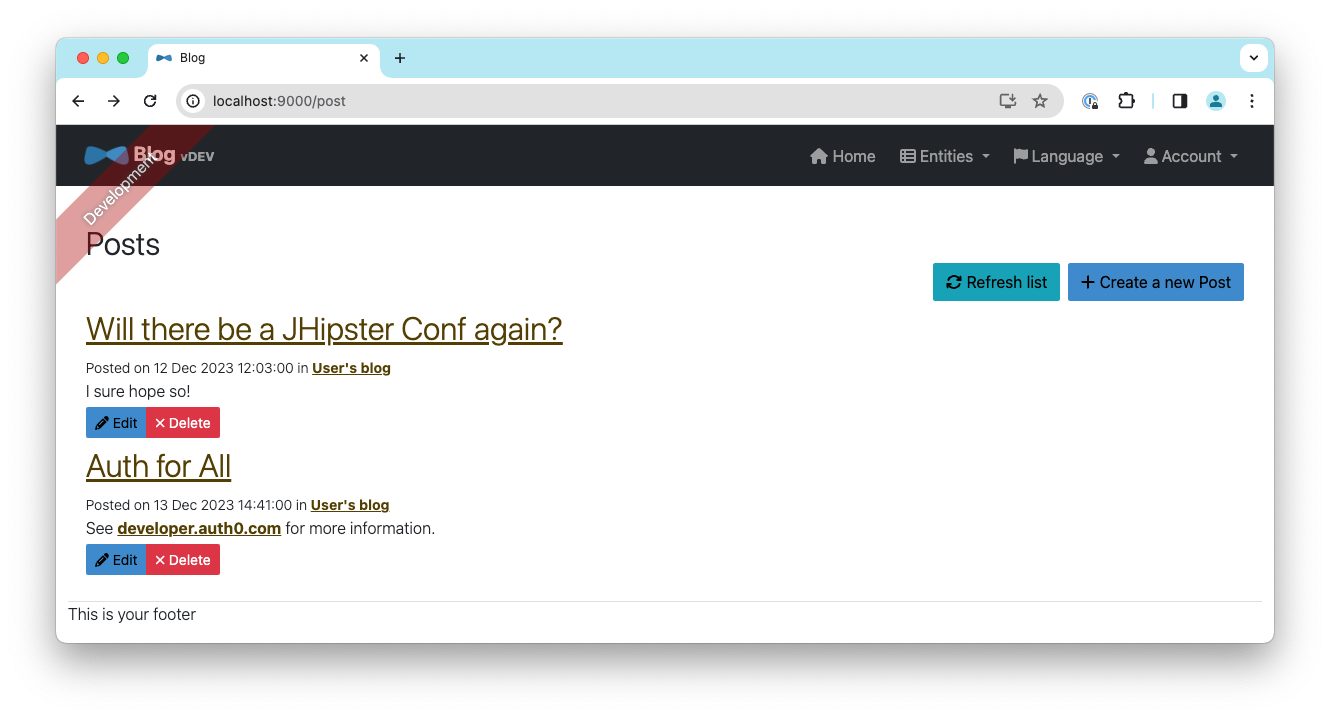 Blog
localhost:9000/post
Blog vDEV
Home Entities Language Account
Development
Posts
Refresh list Create a new Post
Will there be a JHipster Conf again?
Posted on 12 Dec 2023 12:03:00 in User's blog
I sure hope so!
Edit Delete
Auth for All
Posted on 13 Dec 2023 14:41:00 in User's blog
See developer.auth0.com for more information.
Edit Delete
This is your footer